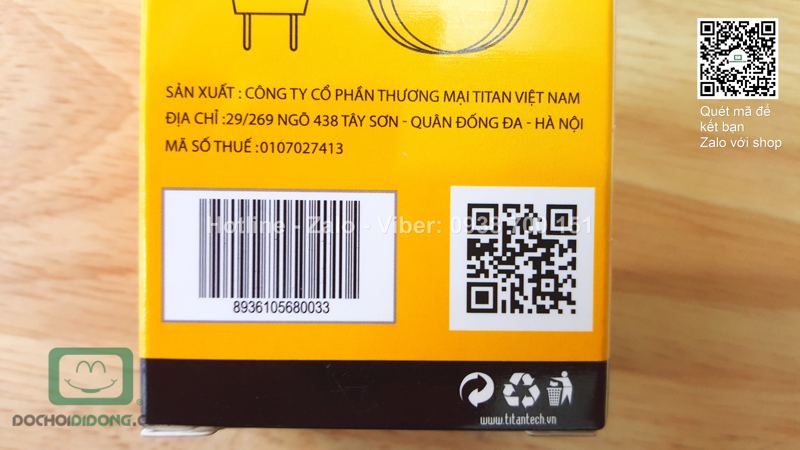 Quét mã để
kết bạn
Zalo với shop
SẢN XUẤT : CÔNG TY CỔ PHẦN THƯƠNG MẠI TITAN VIỆT NAM
ĐỊA CHỈ :29/269 NGÕ 438 TÂY SƠN - QUÂN ĐỐNG ĐA - HÀ NỘI
MÃ SỐ THUẾ :0107027413
Hotline - Zalo - Viber:
8936105680033
DOCHOIDIDONG.C
www.titantech.vn